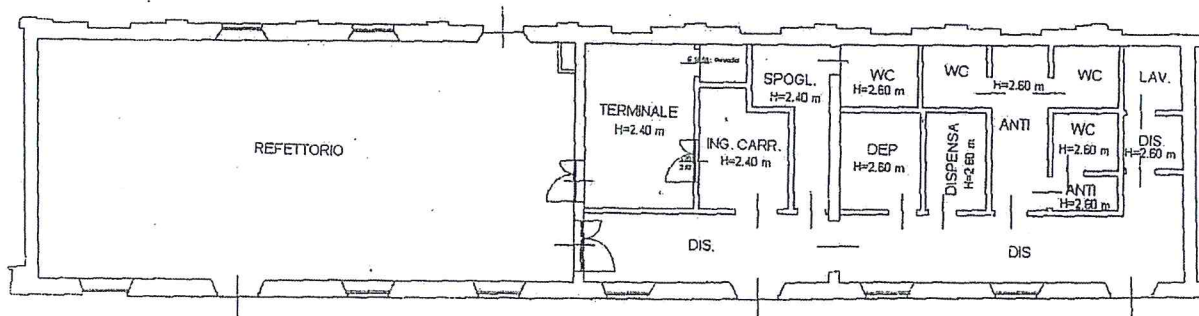 REFETTORIO
TERMINALE
H=2.40 m
ING. CARR.
H=2.40 m
SPOGL.
H=2.40 m
WC
H=2.60 m
WC
H=2.60 m
WC
LAV.
DEP
H=2.60 m
DISPENSA
H=2.60 m
ANTI
WC
H=2.60 m
DIS.
H=2.60 m
ANTI
H=2.60 m
DIS.
DIS